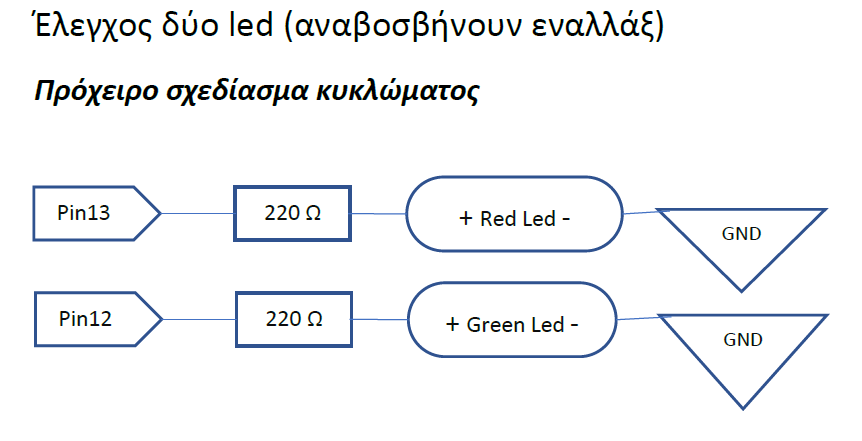 Έλεγχος δύο led (αναβοσβήνουν εναλλάξ)
Πρόχειρο σχεδίασμα κυκλώματος
Pin13 220 Ω + Red Led - GND
Pin12 220 Ω + Green Led - GND